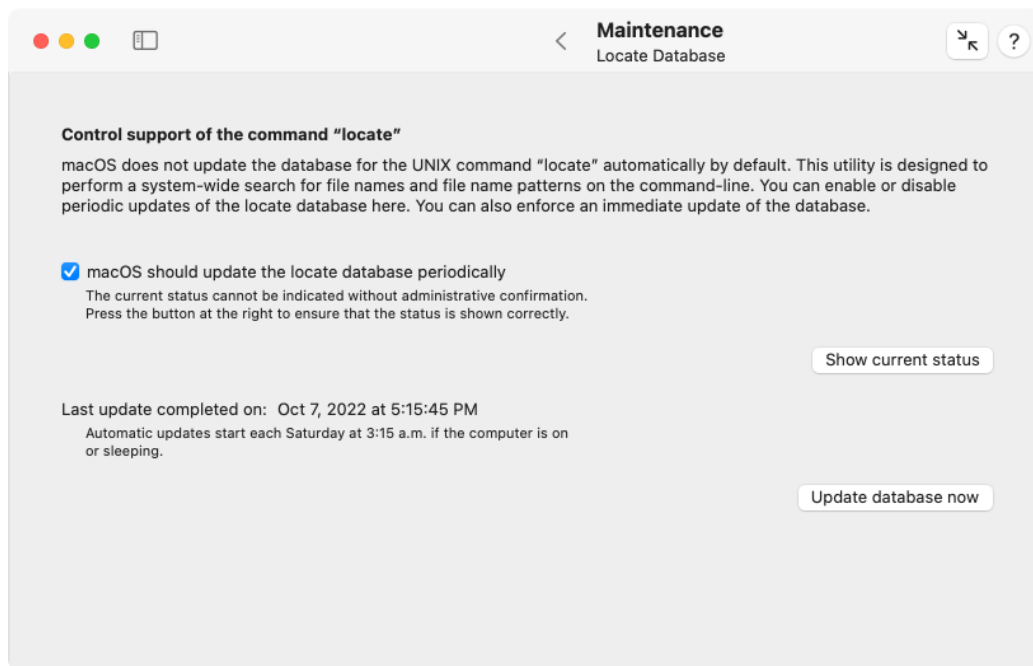 Maintenance
Locate Database
?
Control support of the command “locate”
macOS does not update the database for the UNIX command “locate” automatically by default. This utility is designed to
perform a system-wide search for file names and file name patterns on the command-line. You can enable or disable
periodic updates of the locate database here. You can also enforce an immediate update of the database.
macOS should update the locate database periodically
The current status cannot be indicated without administrative confirmation.
Press the button at the right to ensure that the status is shown correctly.
Show current status
Last update completed on: Oct 7, 2022 at 5:15:45 PM
Automatic updates start each Saturday at 3:15 a.m. if the computer is on
or sleeping.
Update database now